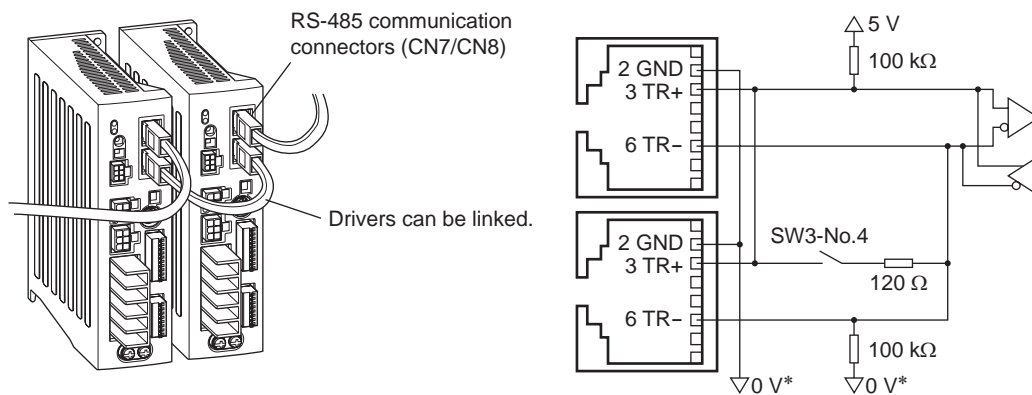 RS-485 communication
connectors (CN7/CN8)
Drivers can be linked.
5 V
100 kΩ
2 GND
3 TR+
6 TR−
2 GND
3 TR+
6 TR−
SW3-No.4
120 Ω
100 kΩ
0 V*
0 V*